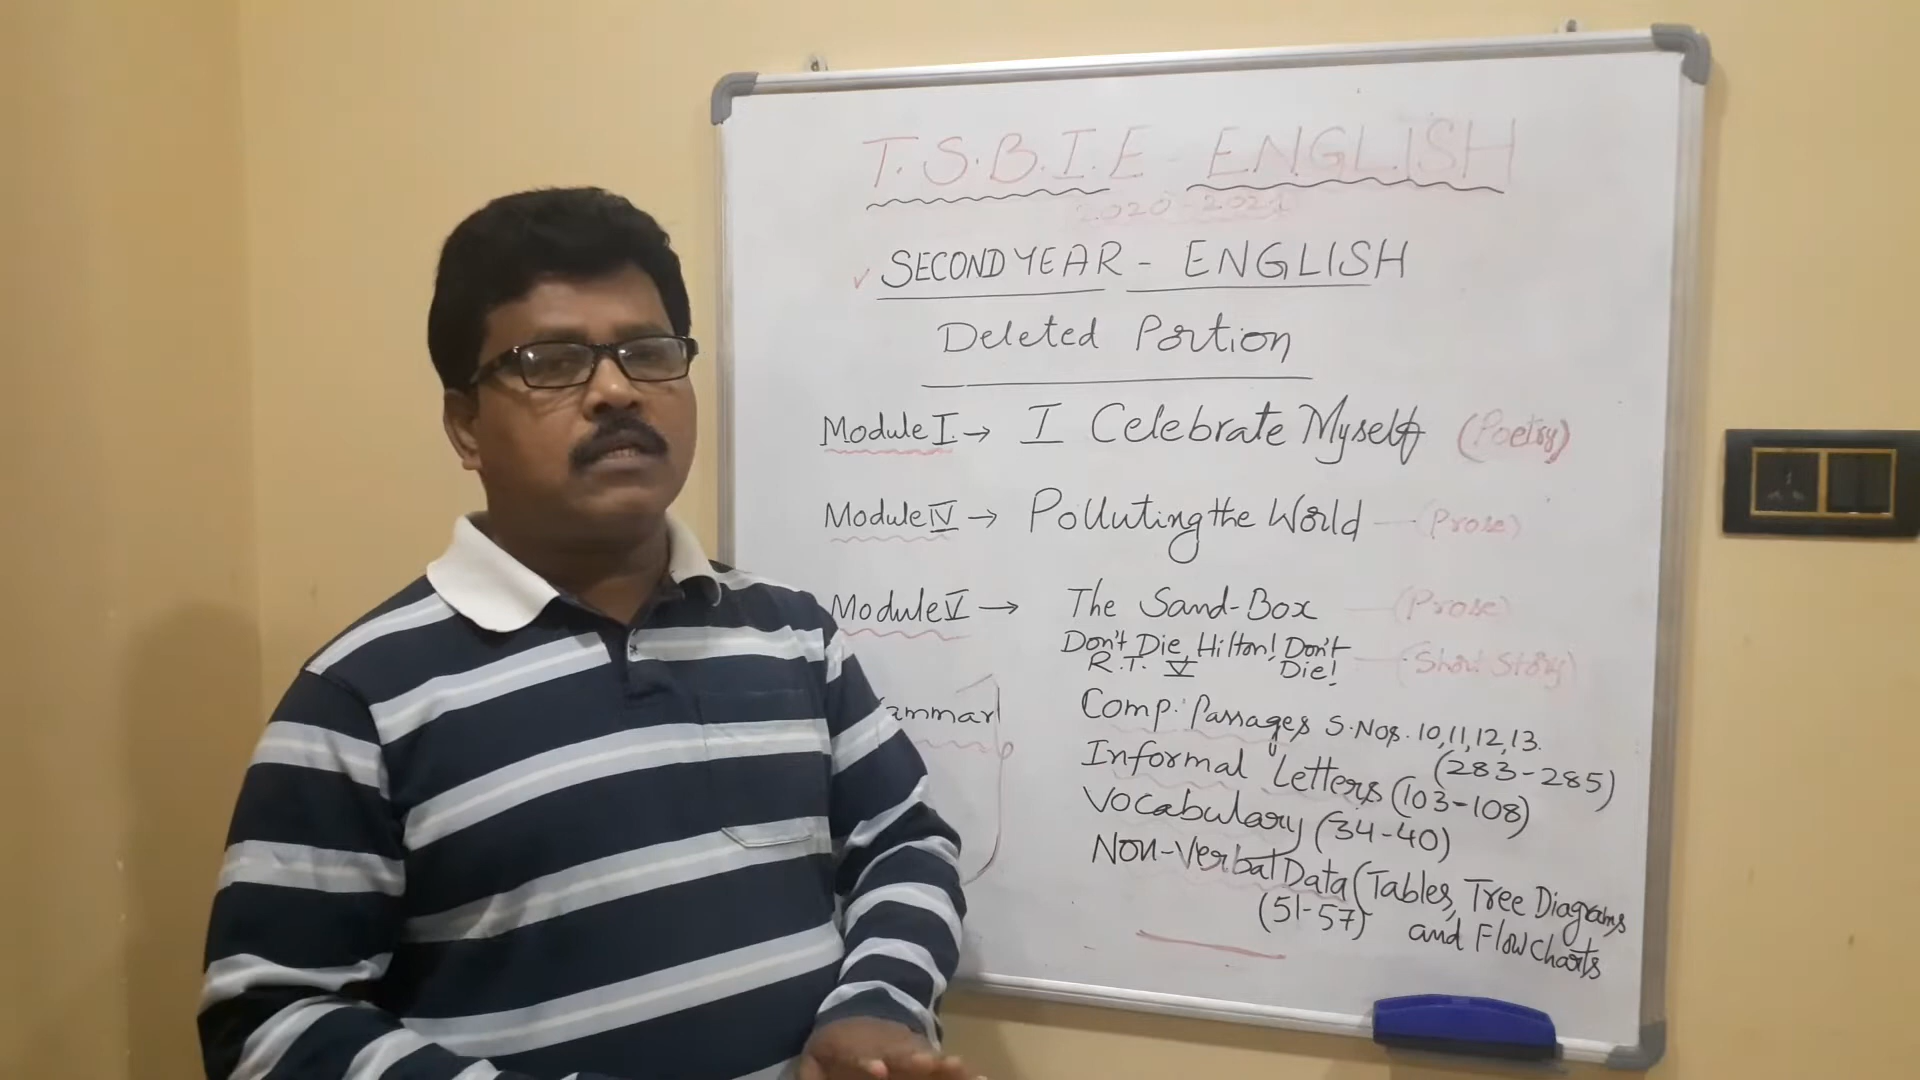 T.S.B.I.E - ENGLISH
2020-2021
✓ SECOND YEAR - ENGLISH
Deleted Portion
Module I → I Celebrate Myself (Poetry)
Module IV → Polluting the World - (Prose)
Module V → The Sand-Box - (Prose)
Don't Die, Hilton! Don't Die! - (Short Story)
R.T. V
ammar
Comp. Passages S.Nos. 10,11,12,13.
(283-285)
Informal Letters (103-108)
Vocabulary (34-40)
Non-Verbal Data (Tables, Tree Diagrams
(51-57) and Flowcharts